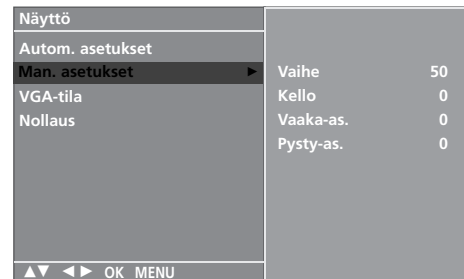 Näyttö
Autom. asetukset
Man. asetukset ►
VGA-tila
Nollaus
Vaihe 50
Kello 0
Vaaka-as. 0
Pysty-as. 0
▲▼ ◄► OK MENU